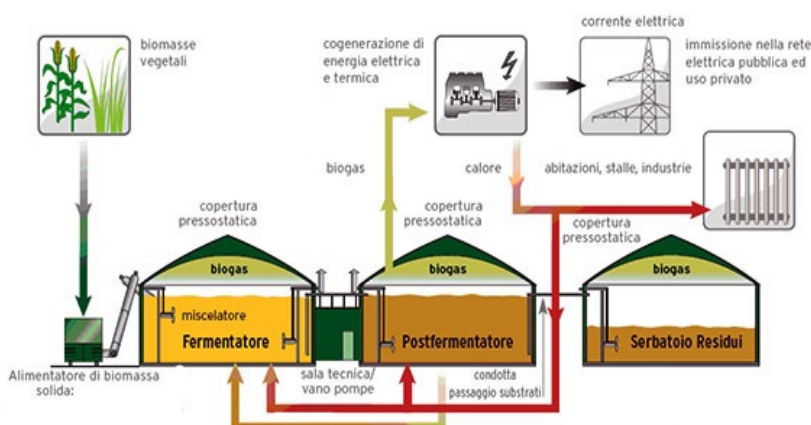 biomasse
vegetali
cogenerazione di
energia elettrica
e termica
corrente elettrica
immissione nella rete
elettrica pubblica ed
uso privato
biogas
calore
abitazioni, stalle, industrie
copertura
pressostatica
copertura
pressostatica
copertura
pressostatica
biogas
biogas
biogas
miscelatore
Fermentatore
Postfermentatore
Serbatoio Residui
Alimentatore di biomassa
solida:
sala tecnica/
vano pompe
condotta
passaggio substrati